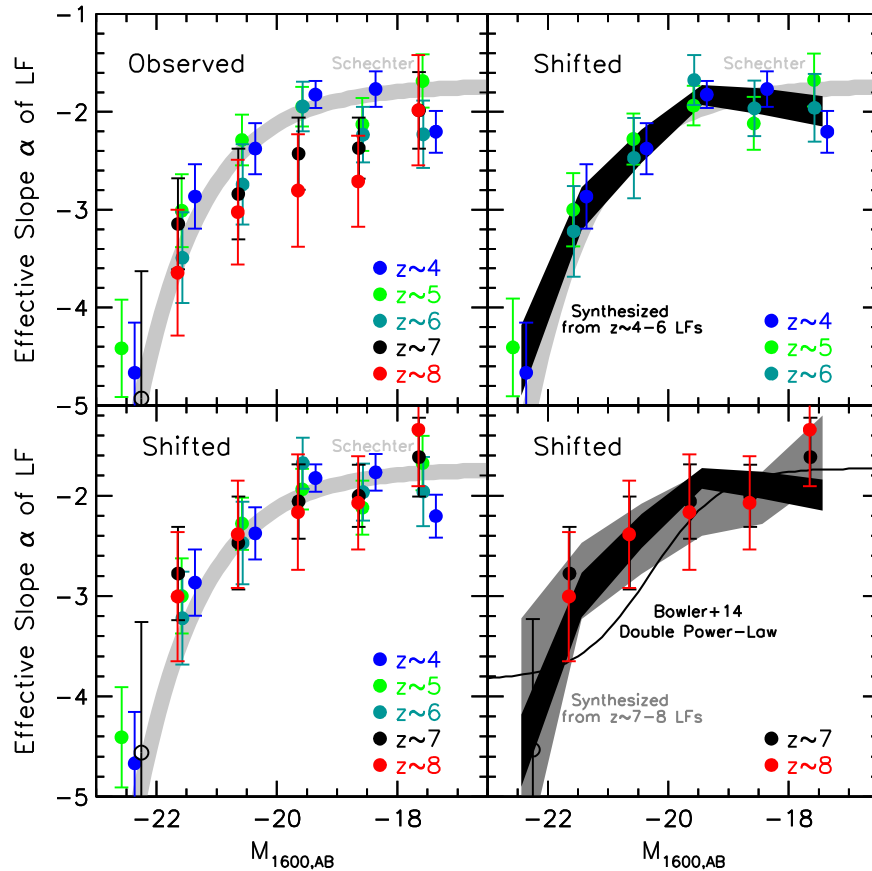 Observed
Schechter
Shifted
Schechter
-1
-2
-3
-4
-5
Effective Slope α of LF
z~4
z~5
z~6
z~7
z~8
Synthesized
from z~4-6 LFs
z~4
z~5
z~6
Shifted
Schechter
Shifted
-2
-3
-4
-5
Effective Slope α of LF
z~4
z~5
z~6
z~7
z~8
Bowler+14
Double Power-Law
Synthesized
from z~7-8 LFs
z~7
z~8
-22
-20
-18
-22
-20
-18
M1600,AB
M1600,AB